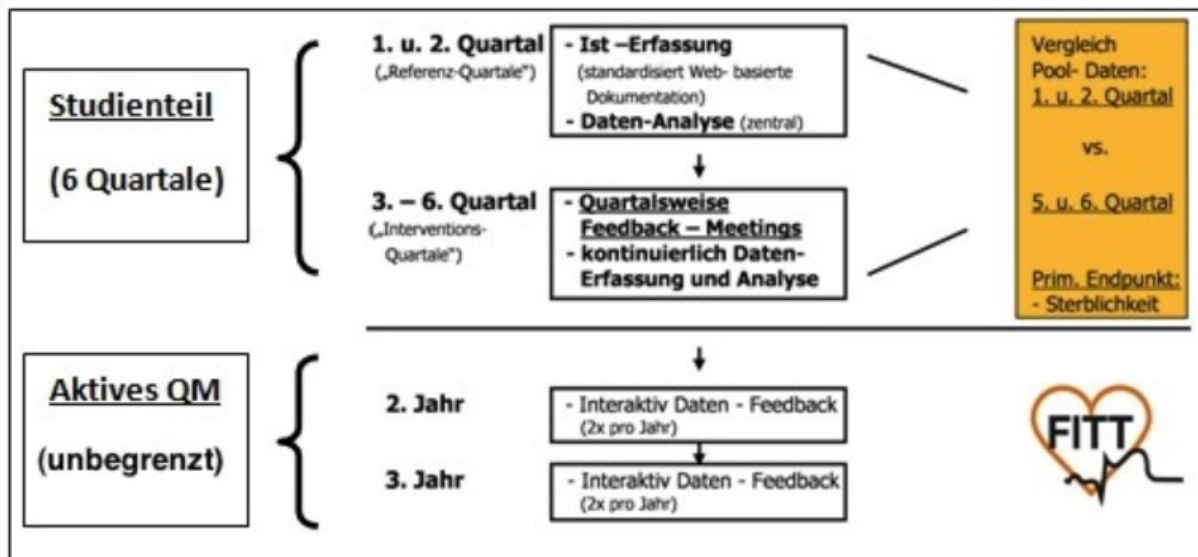 Studienteil
(6 Quartale)
1. u. 2. Quartal
(„Referenz-Quartale")
- Ist –Erfassung
(standardisiert Web- basierte
Dokumentation)
- Daten-Analyse (zentral)
3. – 6. Quartal
(„Interventions-
Quartale")
- Quartalsweise
Feedback – Meetings
- kontinuierlich Daten-
Erfassung und Analyse
Vergleich
Pool- Daten:
1. u. 2. Quartal
vs.
5. u. 6. Quartal
Prim. Endpunkt:
- Sterblichkeit
Aktives QM
(unbegrenzt)
2. Jahr
- Interaktiv Daten - Feedback
(2x pro Jahr)
3. Jahr
- Interaktiv Daten - Feedback
(2x pro Jahr)
FITT